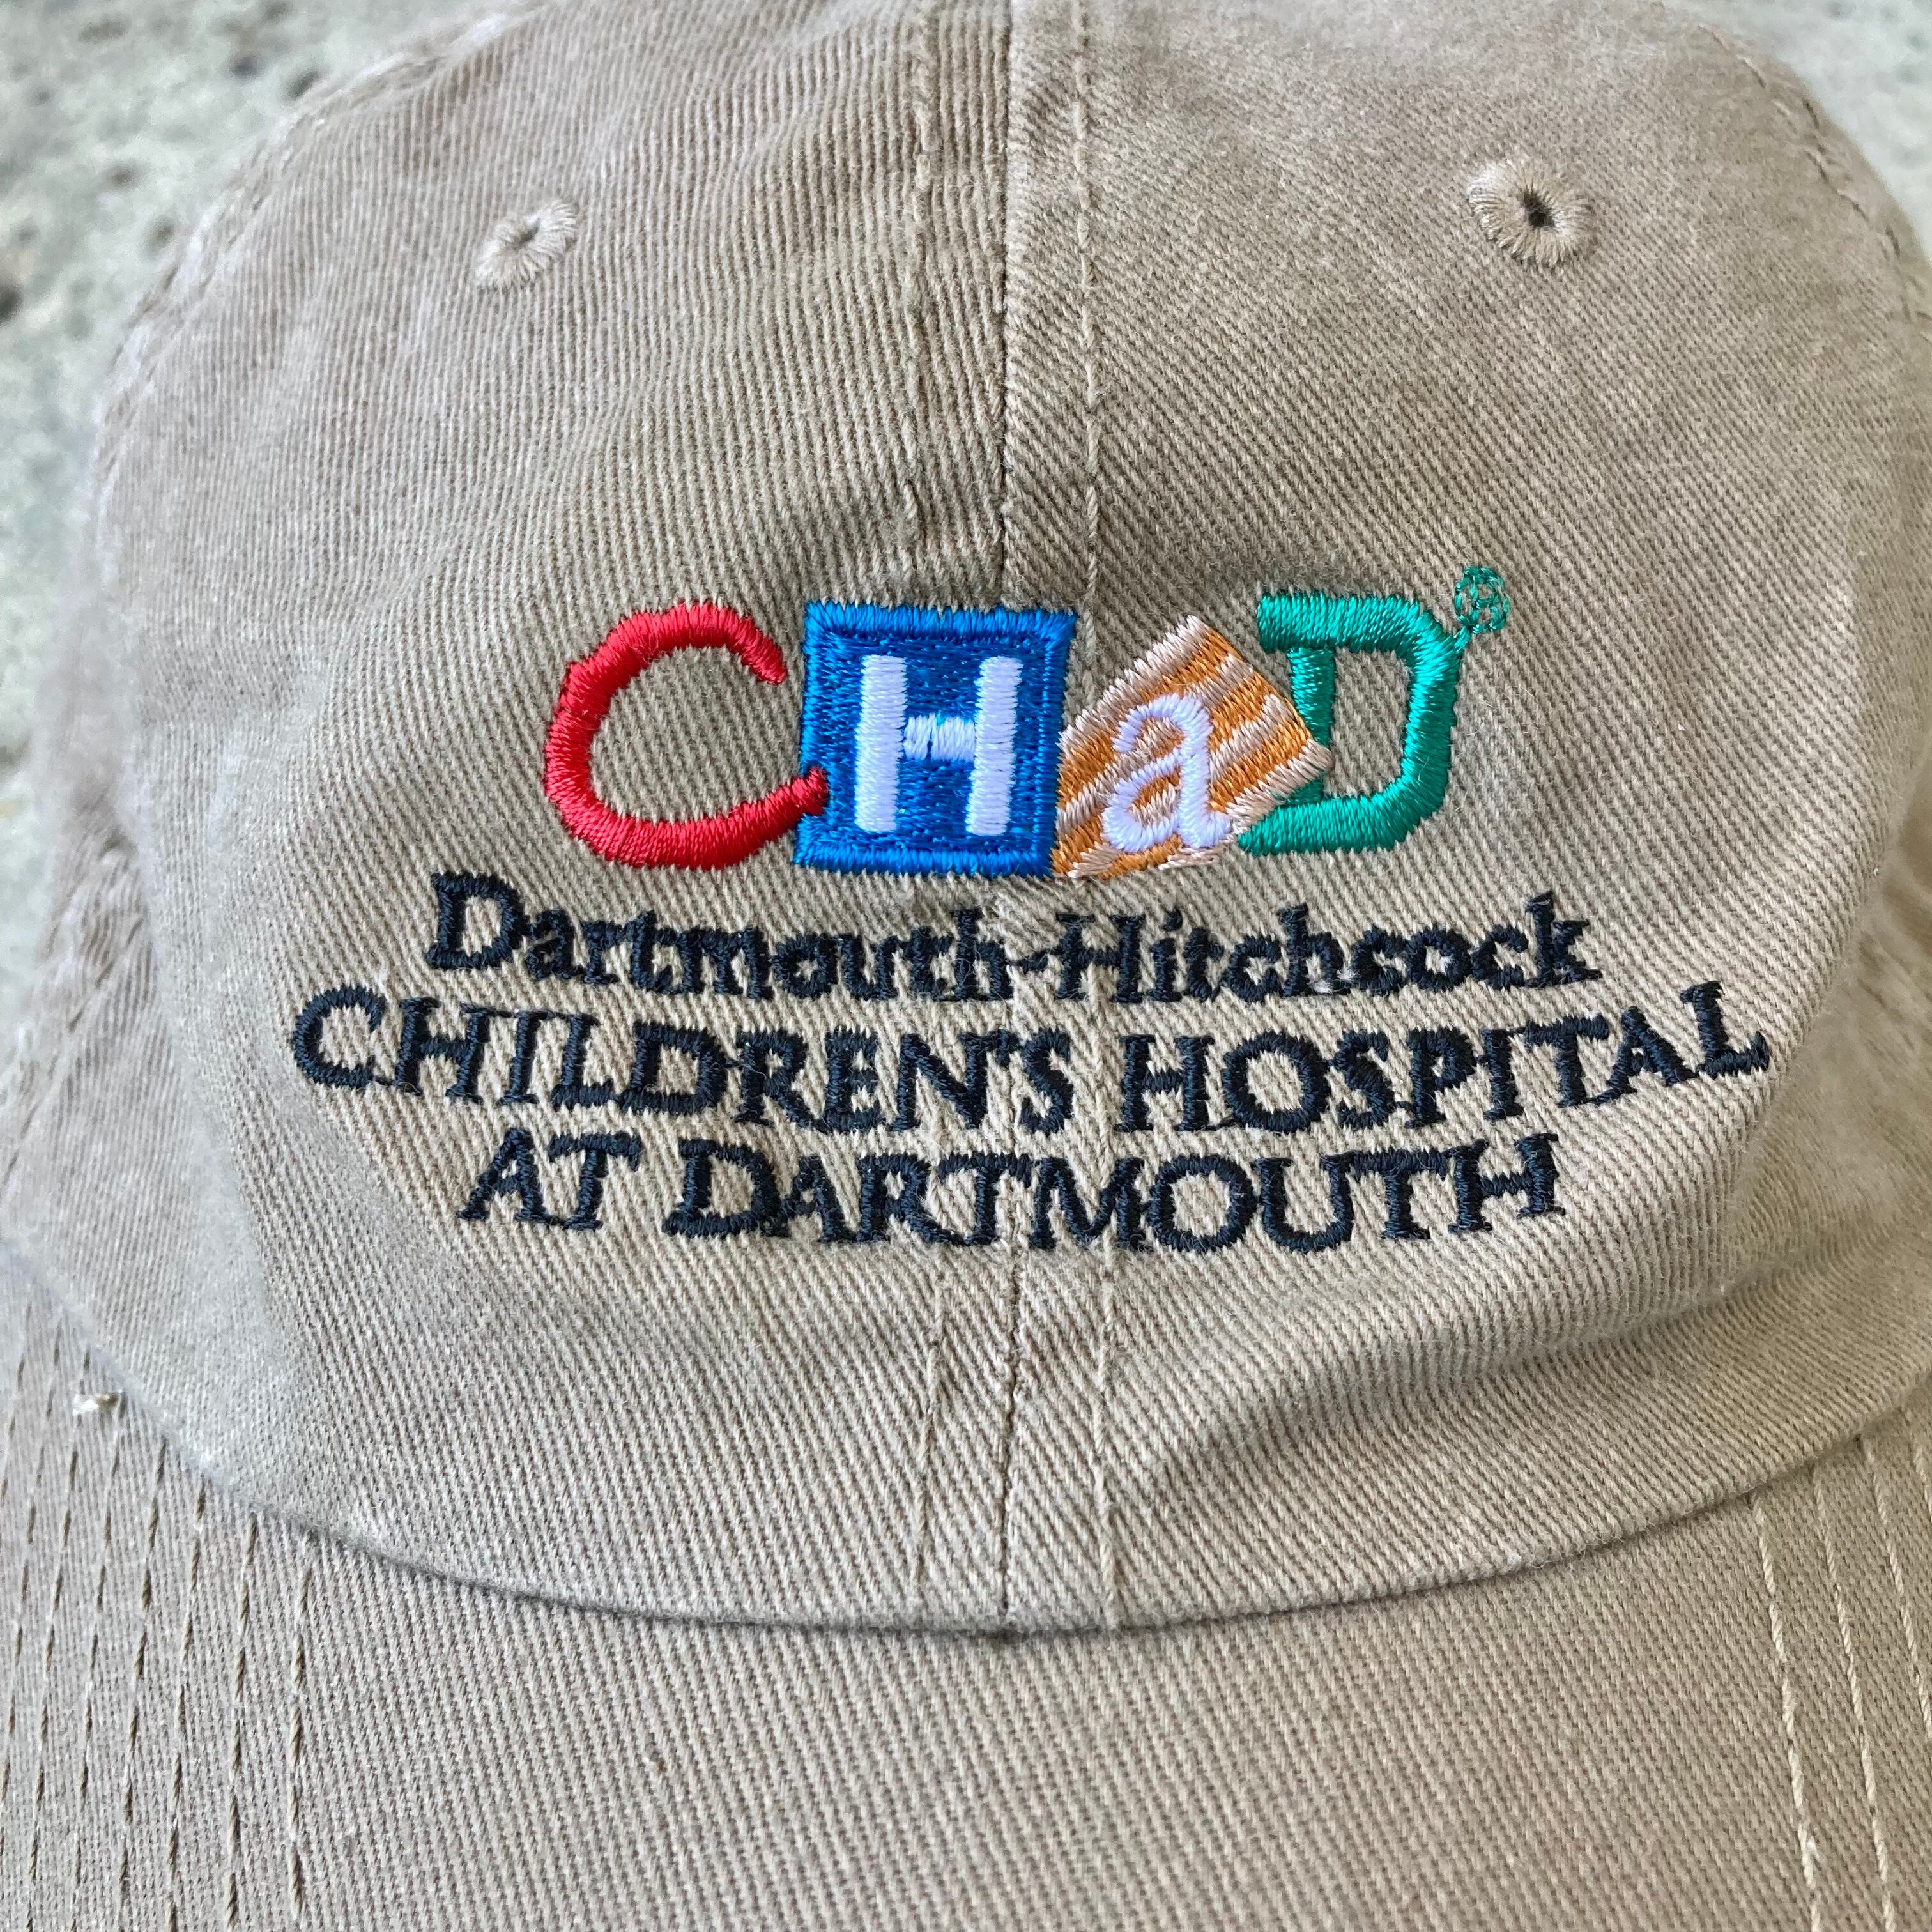 CHaD®
Dartmouth-Hitchcock
CHILDREN'S HOSPITAL
AT DARTMOUTH